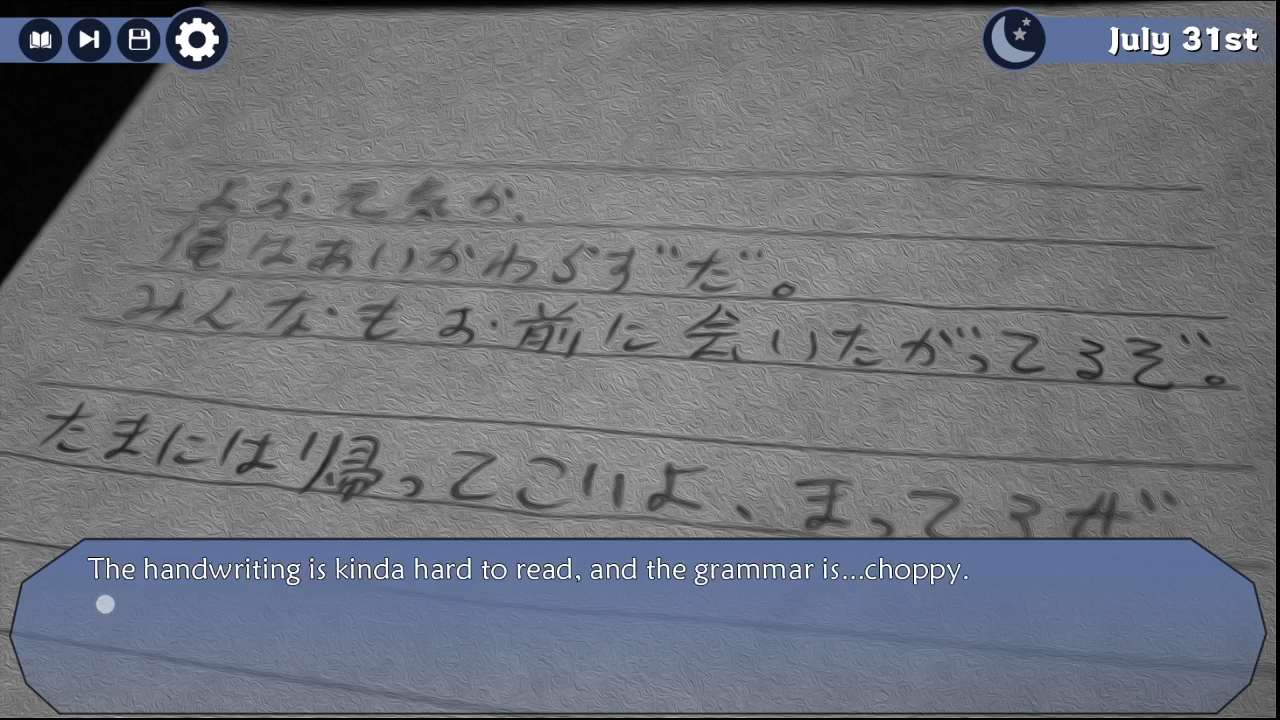 July 31st
よお元気か。
俺はあいかわらずだ。
みんなもお前に会いたがってるぞ。
たまには帰ってこいよ、まってるぜ
The handwriting is kinda hard to read, and the grammar is...choppy.